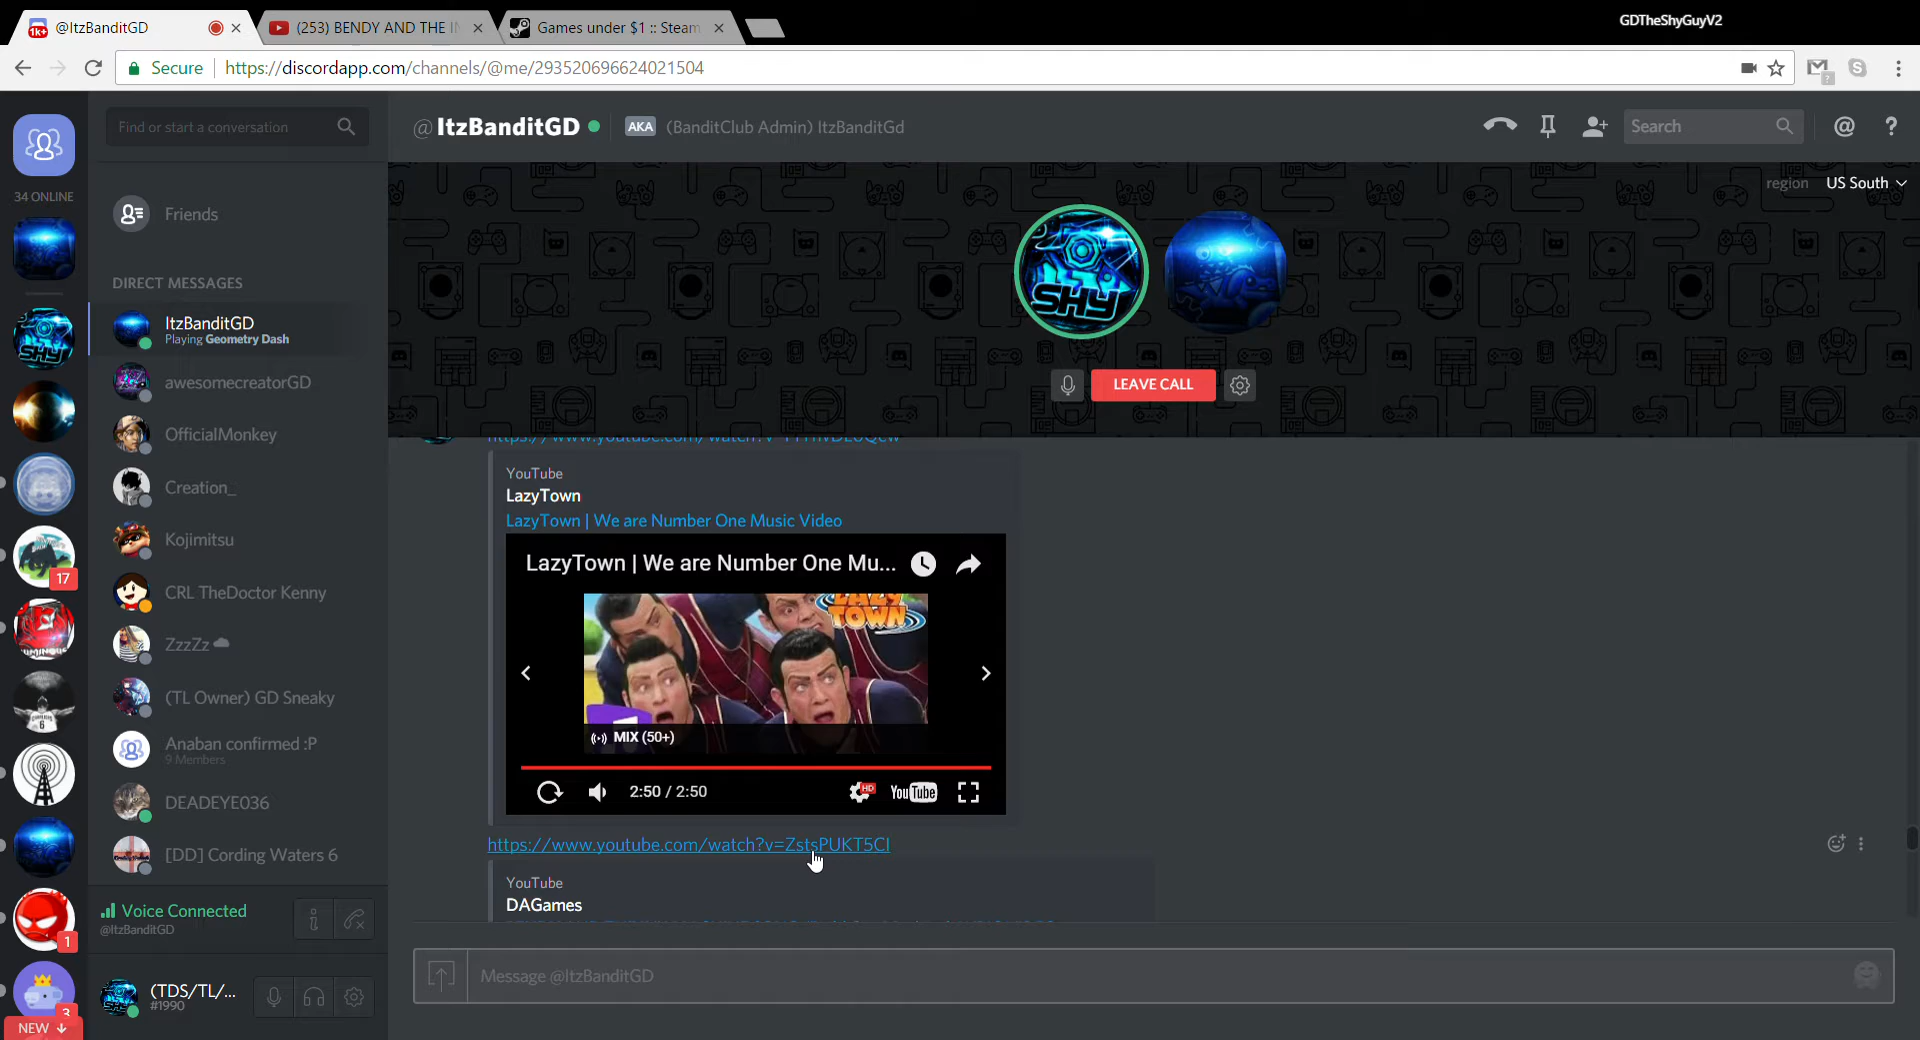 @ItzBanditGD
(253) BENDY AND THE I
Games under $1 :: Steam
GDTheShyGuyV2
Secure
https://discordapp.com/channels/@me/293520696624021504
Find or start a conversation
@ItzBanditGD
AKA
(BanditClub Admin) ItzBanditGd
Search
34 ONLINE
region
US South
Friends
DIRECT MESSAGES
ItzBanditGD
Playing Geometry Dash
awesomecreatorGD
OfficialMonkey
Creation_
Kojimitsu
CRL TheDoctor Kenny
ZzzZz
(TL Owner) GD Sneaky
Anaban confirmed :P
9 Members
DEADEYE036
[DD] Cording Waters 6
SHY
SHY
LEAVE CALL
YouTube
LazyTown
LazyTown | We are Number One Music Video
LazyTown | We are Number One Mu...
LAZY TOWN
MIX (50+)
2:50 / 2:50
HD
YouTube
https://www.youtube.com/watch?v=ZstsPUKT5CI
YouTube
DAGames
17
1
3
NEW
Voice Connected
@ItzBanditGD
(TDS/TL/...
#1990
Message @ItzBanditGD